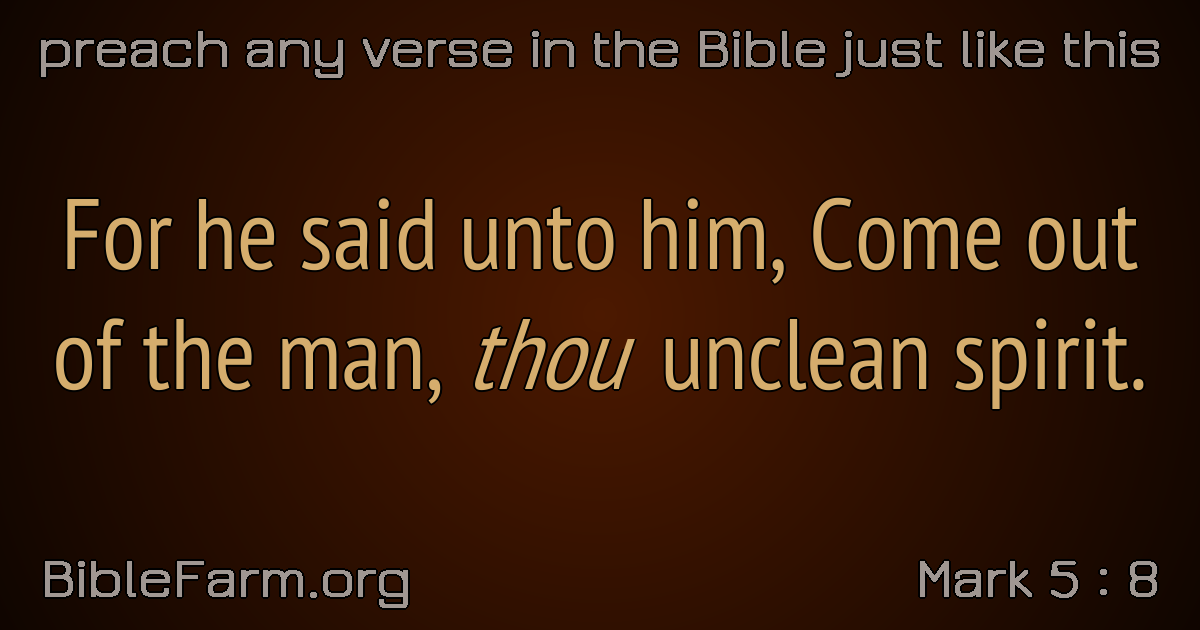 preach any verse in the Bible just like this
For he said unto him, Come out
of the man, thou unclean spirit.
BibleFarm.org
Mark 5 : 8